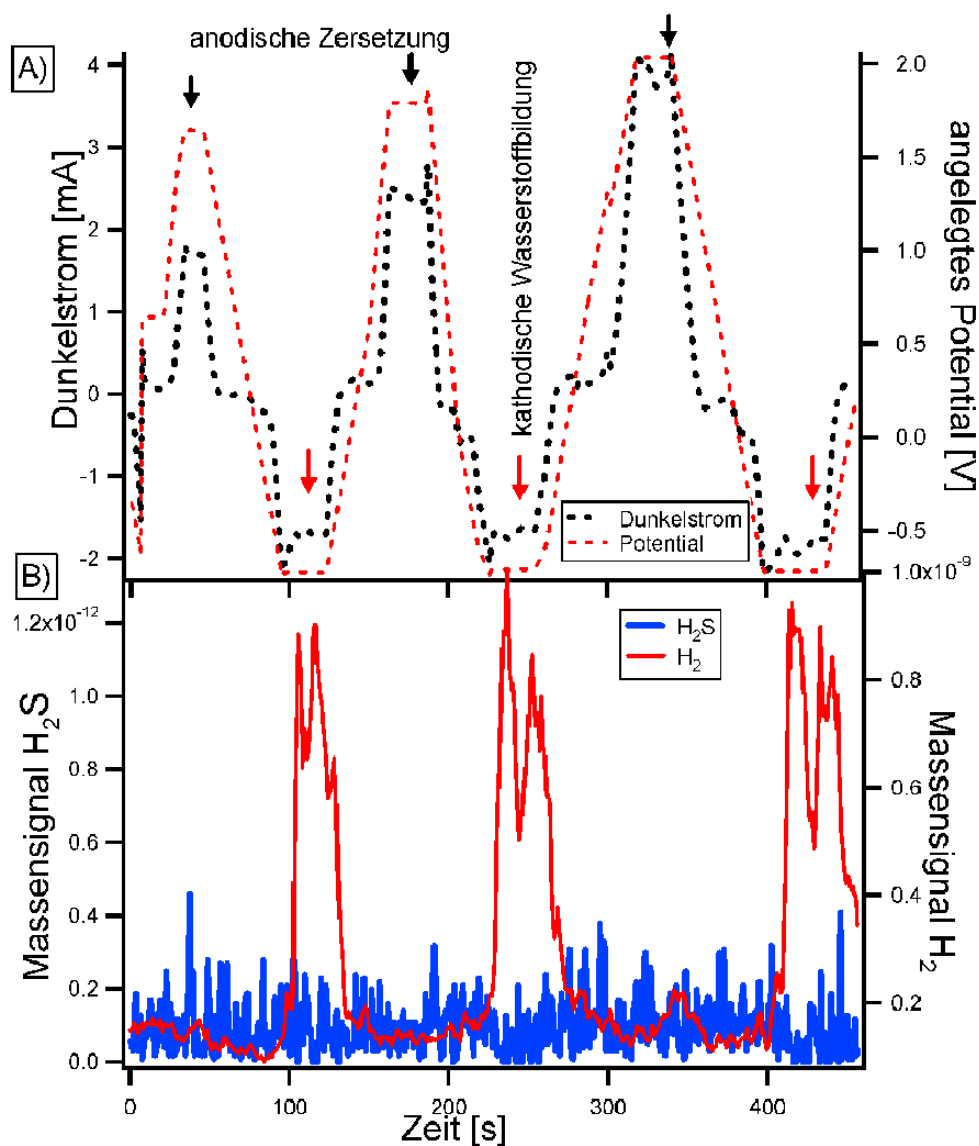 A)
anodische Zersetzung
kathodische Wasserstoffbildung
Dunkelstrom [mA]
4
3
2
1
0
-1
-2
angelegtes Potential [V]
2.0
1.5
1.0
0.5
0.0
-0.5
Dunkelstrom
Potential
B)
Massensignal H₂S
1.2x10⁻¹²
1.0
0.8
0.6
0.4
0.2
0.0
H₂S
H₂
Massensignal H₂
1.0x10⁻⁹
0.8
0.6
0.4
0.2
0
100
200
300
400
Zeit [s]